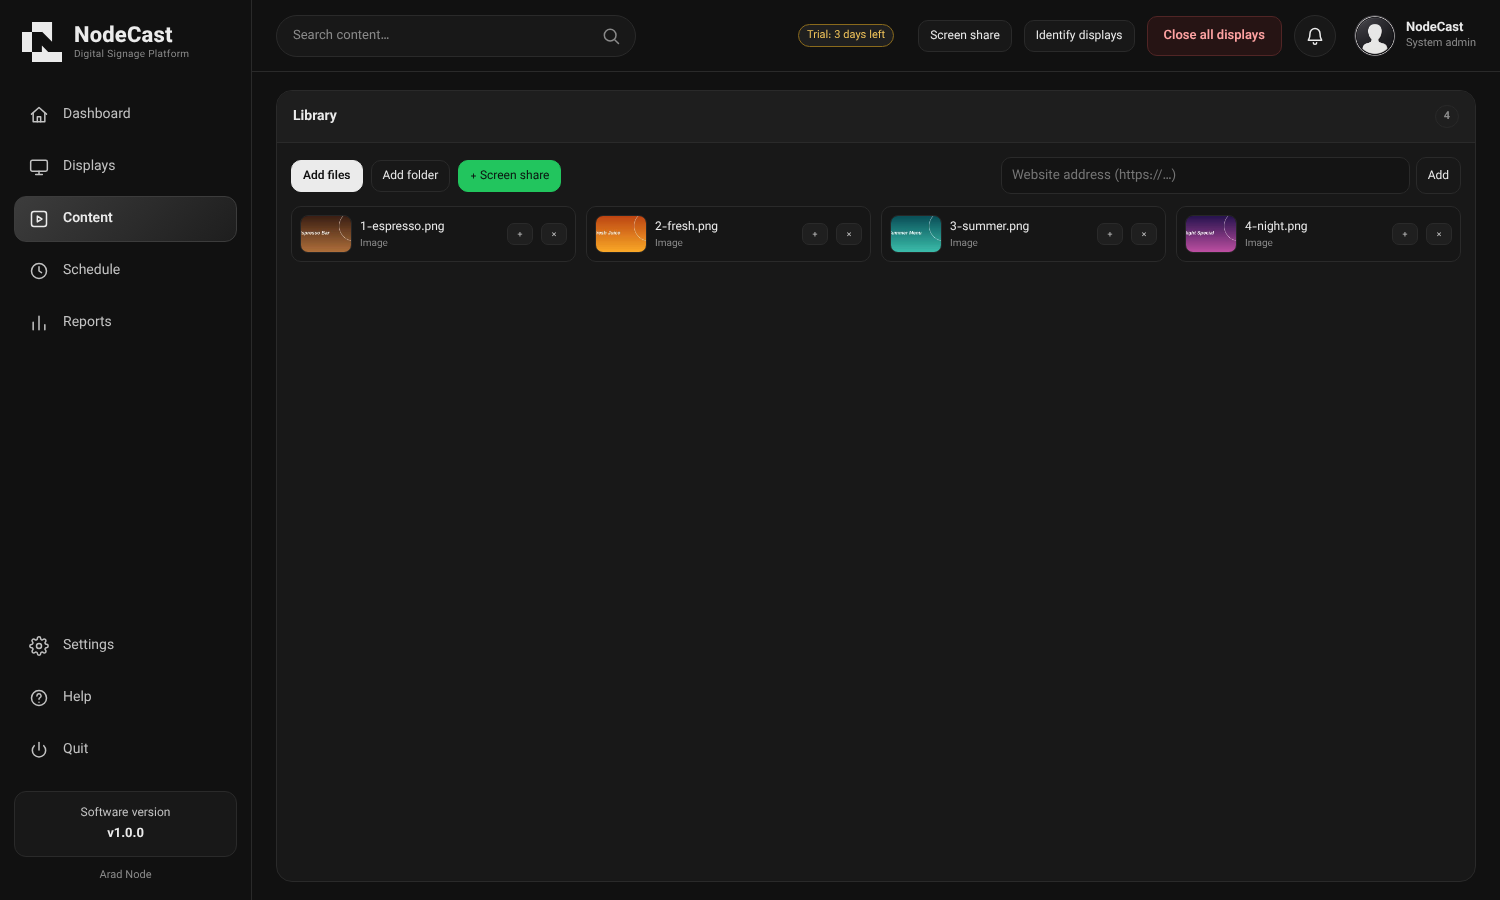 NodeCast
Digital Signage Platform
Search content...
Trial: 3 days left
Screen share
Identify displays
Close all displays
NodeCast
System admin
Dashboard
Displays
Content
Schedule
Reports
Settings
Help
Quit
Software version
v1.0.0
Arad Node
Library
4
Add files
Add folder
+ Screen share
Website address (https://...)
Add
1-espresso.png
Image
+ ×
2-fresh.png
Image
+ ×
3-summer.png
Image
+ ×
4-night.png
Image
+ ×